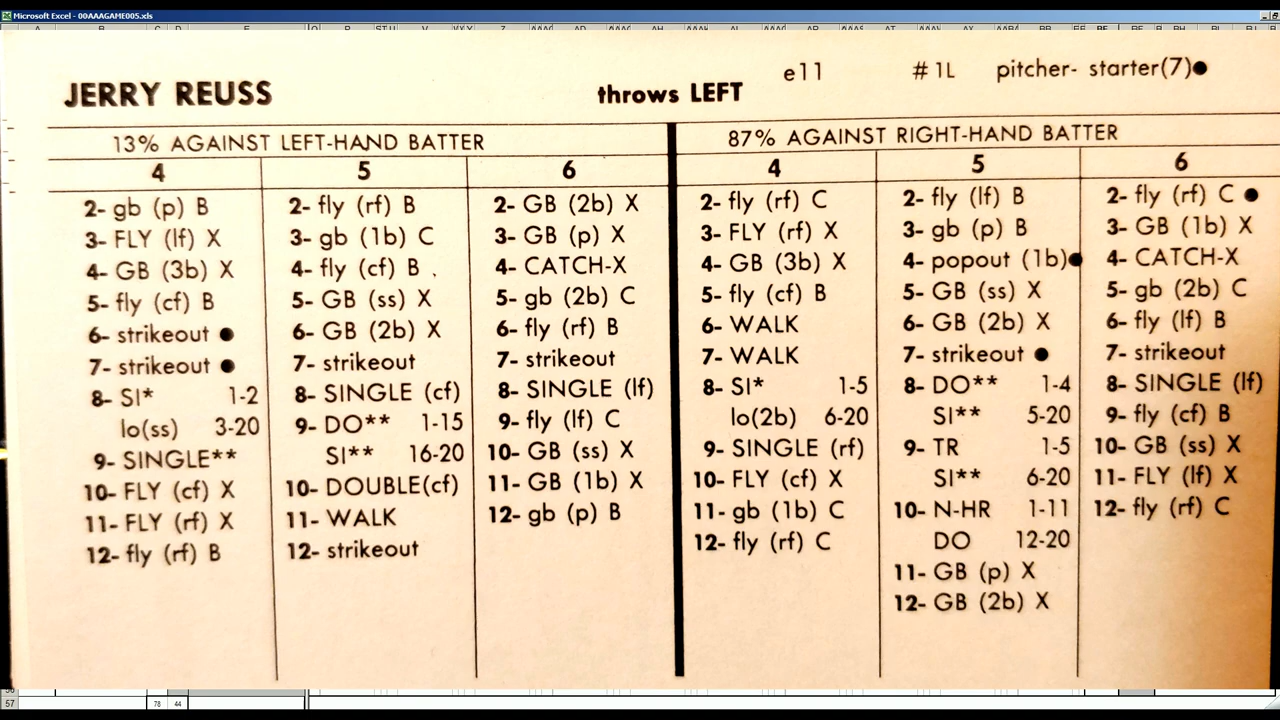 Microsoft Excel - 00AAAGAME005.xls
JERRY REUSS
throws LEFT
e11 #1L pitcher- starter(7)●
13% AGAINST LEFT-HAND BATTER
4 5 6
2- gb (p) B
3- FLY (lf) X
4- GB (3b) X
5- fly (cf) B
6- strikeout ●
7- strikeout ●
8- SI* 1-2
lo(ss) 3-20
9- SINGLE**
10- FLY (cf) X
11- FLY (rf) X
12- fly (rf) B
2- fly (rf) B
3- gb (1b) C
4- fly (cf) B
5- GB (ss) X
6- GB (2b) X
7- strikeout
8- SINGLE (cf)
9- DO** 1-15
SI** 16-20
10- DOUBLE(cf)
11- WALK
12- strikeout
2- GB (2b) X
3- GB (p) X
4- CATCH-X
5- gb (2b) C
6- fly (rf) B
7- strikeout
8- SINGLE (lf)
9- fly (lf) C
10- GB (ss) X
11- GB (1b) X
12- gb (p) B
87% AGAINST RIGHT-HAND BATTER
4 5 6
2- fly (rf) C
3- FLY (rf) X
4- GB (3b) X
5- fly (cf) B
6- WALK
7- WALK
8- SI* 1-5
lo(2b) 6-20
9- SINGLE (rf)
10- FLY (cf) X
11- gb (1b) C
12- fly (rf) C
2- fly (lf) B
3- gb (p) B
4- popout (1b)●
5- GB (ss) X
6- GB (2b) X
7- strikeout ●
8- DO** 1-4
SI** 5-20
9- TR 1-5
SI** 6-20
10- N-HR 1-11
DO 12-20
11- GB (p) X
12- GB (2b) X
2- fly (rf) C ●
3- GB (1b) X
4- CATCH-X
5- gb (2b) C
6- fly (lf) B
7- strikeout
8- SINGLE (lf)
9- fly (cf) B
10- GB (ss) X
11- FLY (lf) X
12- fly (rf) C
57 78 44